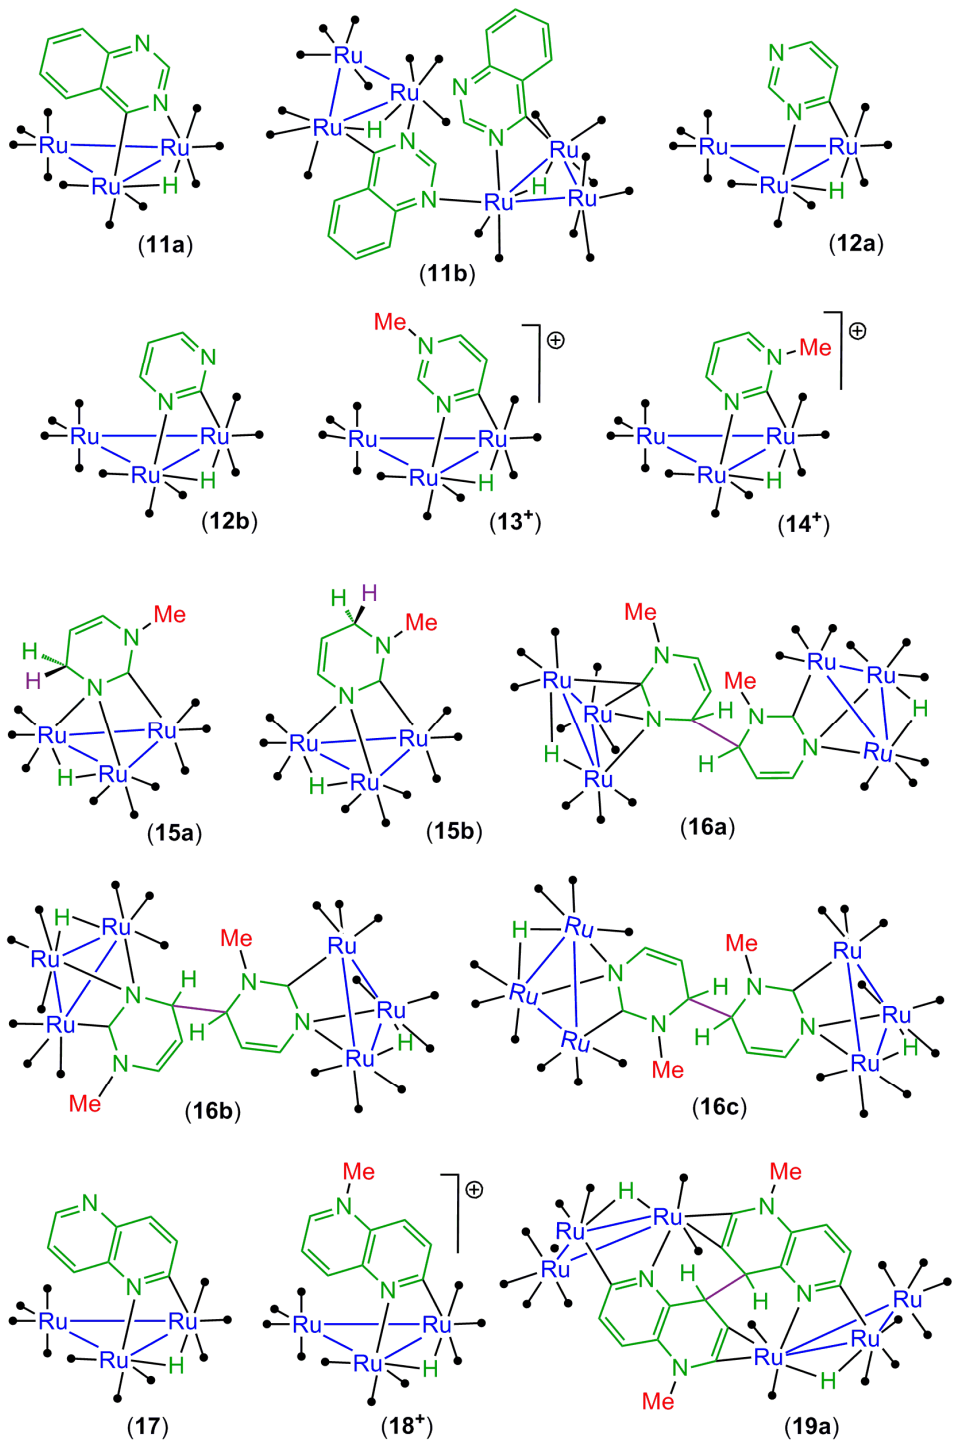 N
N
Ru Ru
Ru H
(11a)
Ru
Ru
N
Ru H
N
N
Ru
H
N
Ru
Ru
(11b)
N
N
Ru Ru
Ru H
(12a)
N
N
Ru Ru
Ru H
(12b)
Me
N
N
Ru Ru
Ru H
⊕
(13⁺)
N Me
N
Ru Ru
Ru H
⊕
(14⁺)
Me
N
H
H
N
Ru Ru
H Ru
(15a)
H H
Me
N
N
Ru Ru
H Ru
(15b)
Me
N
Ru
Ru N
H
H
Ru
Me
N
H
N
Ru
Ru
H
Ru
(16a)
H Ru
Ru
N
H
Ru
N
Me
Me
N
H
N
Ru
Ru
H
Ru
(16b)
H Ru
N
Ru
H
N
Ru
Me
Me
N
H
N
Ru
Ru
H
Ru
(16c)
N
N
Ru Ru
Ru H
(17)
Me
N
N
Ru Ru
Ru H
⊕
(18⁺)
Me
H
Ru Ru
N
Ru
H N
H N
Ru
Ru
Ru
N
H
Me
(19a)